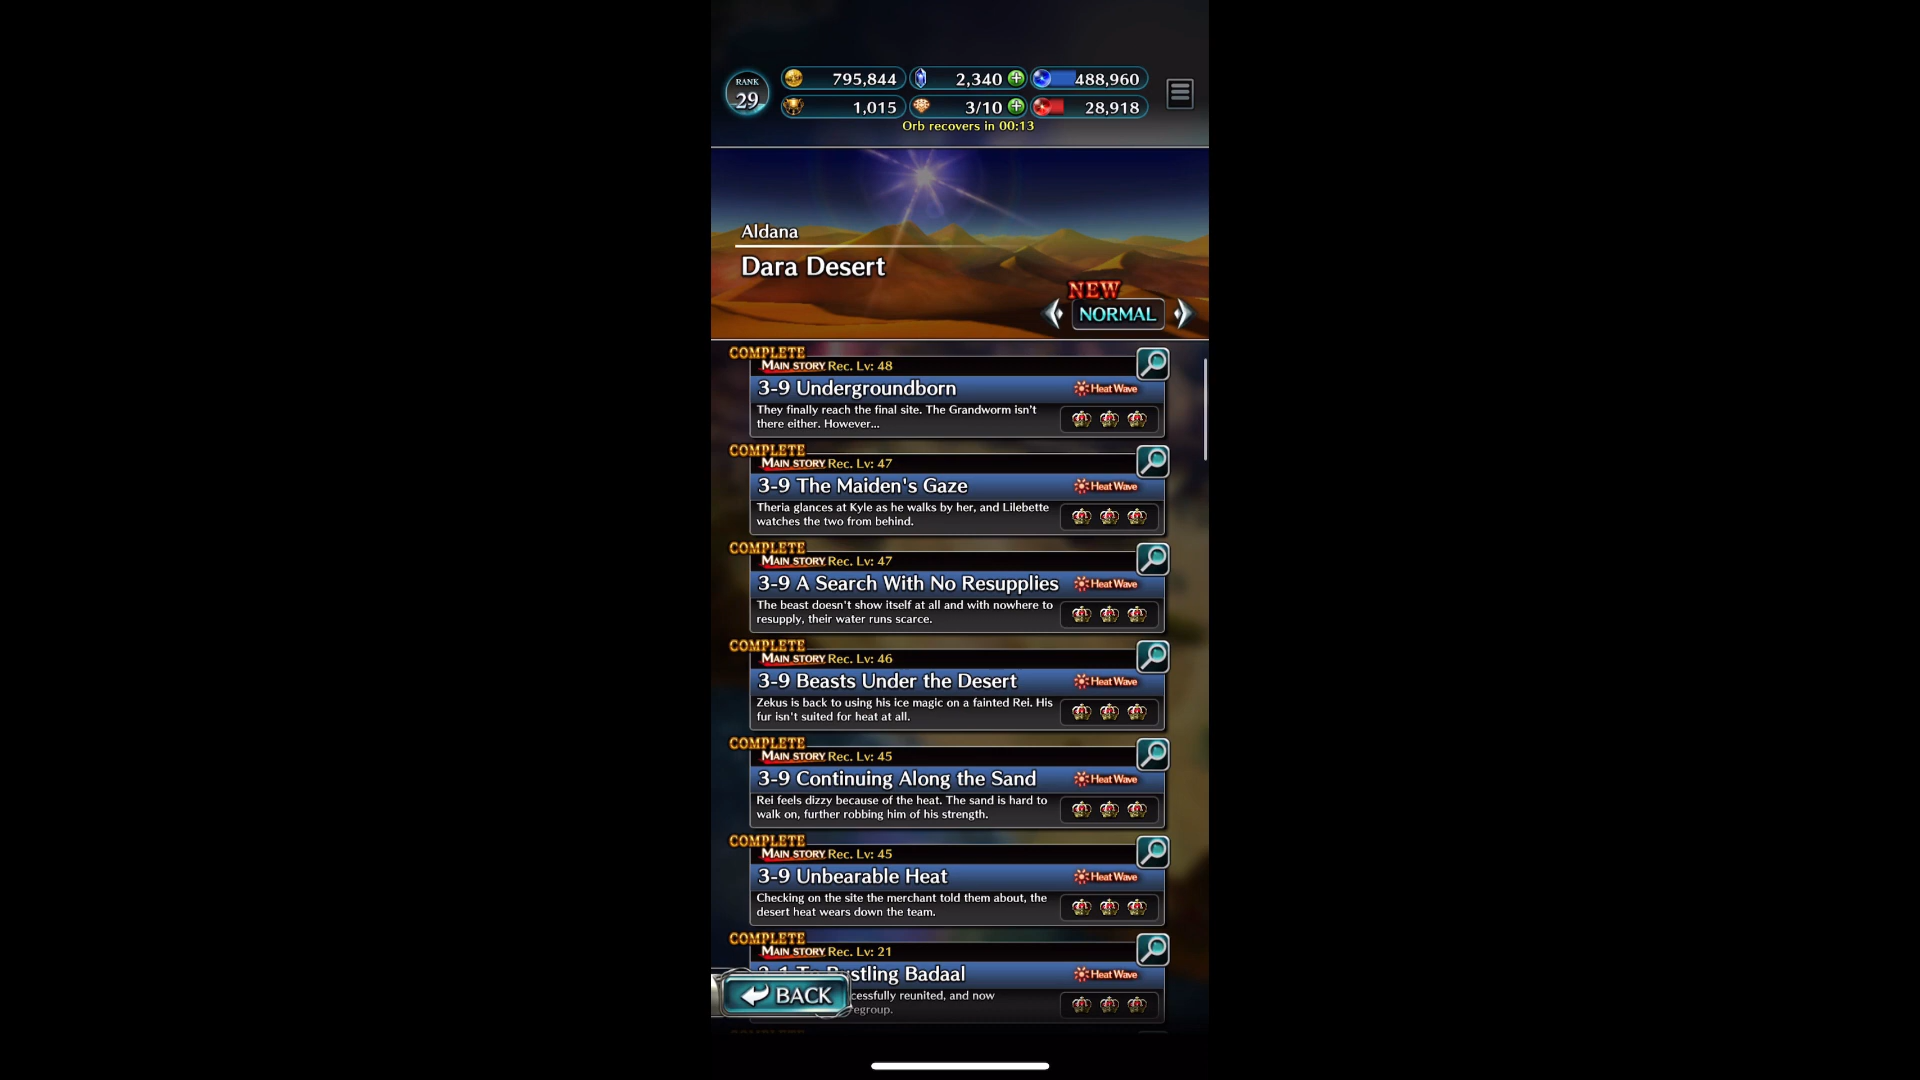 RANK
29
795,844
2,340
488,960
1,015
3/10
28,918
Orb recovers in 00:13
Aldana
Dara Desert
NEW
NORMAL
COMPLETE
MAIN STORY Rec. Lv: 48
3-9 Undergroundborn
Heat Wave
They finally reach the final site. The Grandworm isn't
there either. However...
COMPLETE
MAIN STORY Rec. Lv: 47
3-9 The Maiden's Gaze
Heat Wave
Theria glances at Kyle as he walks by her, and Lilebette
watches the two from behind.
COMPLETE
MAIN STORY Rec. Lv: 47
3-9 A Search With No Resupplies
Heat Wave
The beast doesn't show itself at all and with nowhere to
resupply, their water runs scarce.
COMPLETE
MAIN STORY Rec. Lv: 46
3-9 Beasts Under the Desert
Heat Wave
Zekus is back to using his ice magic on a fainted Rei. His
fur isn't suited for heat at all.
COMPLETE
MAIN STORY Rec. Lv: 45
3-9 Continuing Along the Sand
Heat Wave
Rei feels dizzy because of the heat. The sand is hard to
walk on, further robbing him of his strength.
COMPLETE
MAIN STORY Rec. Lv: 45
3-9 Unbearable Heat
Heat Wave
Checking on the site the merchant told them about, the
desert heat wears down the team.
COMPLETE
MAIN STORY Rec. Lv: 21
Badaal
Heat Wave
reunited, and now
BACK